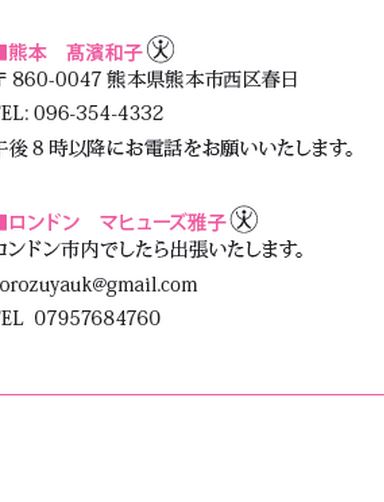 ■熊本　髙濱和子
〒860-0047 熊本県熊本市西区春日
TEL: 096-354-4332
午後 8 時以降にお電話をお願いいたします。
■ロンドン　マヒューズ雅子
ロンドン市内でしたら出張いたします。
orozuyauk@gmail.com
TEL 07957684760